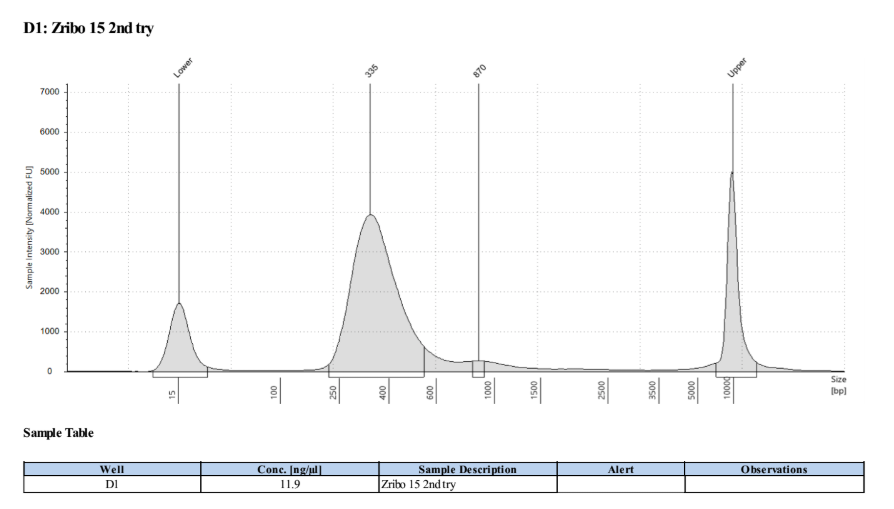 D1: Zribo 15 2nd try
Lower
335
870
Upper
Sample Intensity [Normalized FU]
7000
6000
5000
4000
3000
2000
1000
0
15
100
250
400
600
1000
1500
2500
3500
5000
10000
Size
[bp]
Sample Table
Well Conc. [ng/µl] Sample Description Alert Observations
D1 11.9 Zribo 15 2nd try